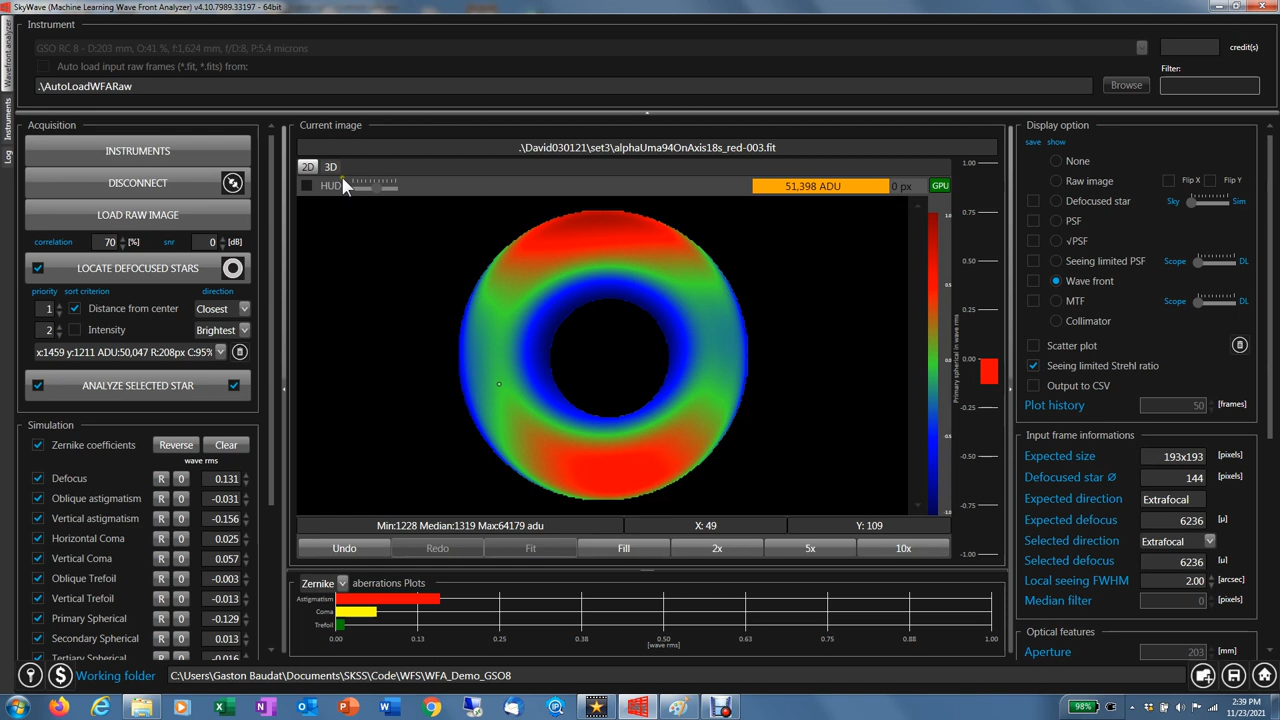 SkyWave (Machine Learning Wave Front Analyzer) v4.10.7989.33197 - 64bit
Wavefront analyzer
Instruments
Log
Instrument
GSO RC 8 - D:203 mm, O:41 %, f:1,624 mm, f/D:8, P:5.4 microns
credit(s)
Auto load input raw frames (*.fit, *.fits) from:
Filter:
.\AutoLoadWFARaw
Browse
Acquisition
INSTRUMENTS
DISCONNECT
LOAD RAW IMAGE
correlation 70 [%] snr 0 [dB]
LOCATE DEFOCUSED STARS
priority sort criterion direction
1 Distance from center Closest
2 Intensity Brightest
x:1459 y:1211 ADU:50,047 R:208px C:95%
ANALYZE SELECTED STAR
Simulation
Zernike coefficients Reverse Clear
wave rms
Defocus R 0 0.131
Oblique astigmatism R 0 -0.031
Vertical astigmatism R 0 -0.156
Horizontal Coma R 0 0.025
Vertical Coma R 0 0.057
Oblique Trefoil R 0 -0.003
Vertical Trefoil R 0 -0.013
Primary Spherical R 0 -0.129
Secondary Spherical R 0 0.013
Tertiary Spherical R 0 -0.016
Current image
.\David030121\set3\alphaUma94OnAxis18s_red-003.fit
2D 3D
HUD
51,398 ADU
0 px
GPU
1.00
0.75
0.50
0.25
0.00
-0.25
-0.50
-0.75
-1.00
Primary spherical in wave rms
Min:1228 Median:1319 Max:64179 adu
X: 49
Y: 109
Undo Redo Fit Fill 2x 5x 10x
Zernike aberrations Plots
Astigmatism
Coma
Trefoil
0.00 0.13 0.25 0.38 0.50 0.63 0.75 0.88 1.00
[wave rms]
Display option
save show
None
Raw image Flip X Flip Y
Defocused star Sky Sim
PSF
√PSF
Seeing limited PSF Scope DL
Wave front
MTF Scope DL
Collimator
Scatter plot
Seeing limited Strehl ratio
Output to CSV
Plot history 50 [frames]
Input frame informations
Expected size 193x193 [pixels]
Defocused star Ø 144 [pixels]
Expected direction Extrafocal
Expected defocus 6236 [µ]
Selected direction Extrafocal
Selected defocus 6236 [µ]
Local seeing FWHM 2.00 [arcsec]
Median filter 0 [pixels]
Optical features
Aperture 203 [mm]
Working folder C:\Users\Gaston Baudat\Documents\SKSS\Code\WFS\WFA_Demo_GSO8
98%
2:39 PM
11/23/2021